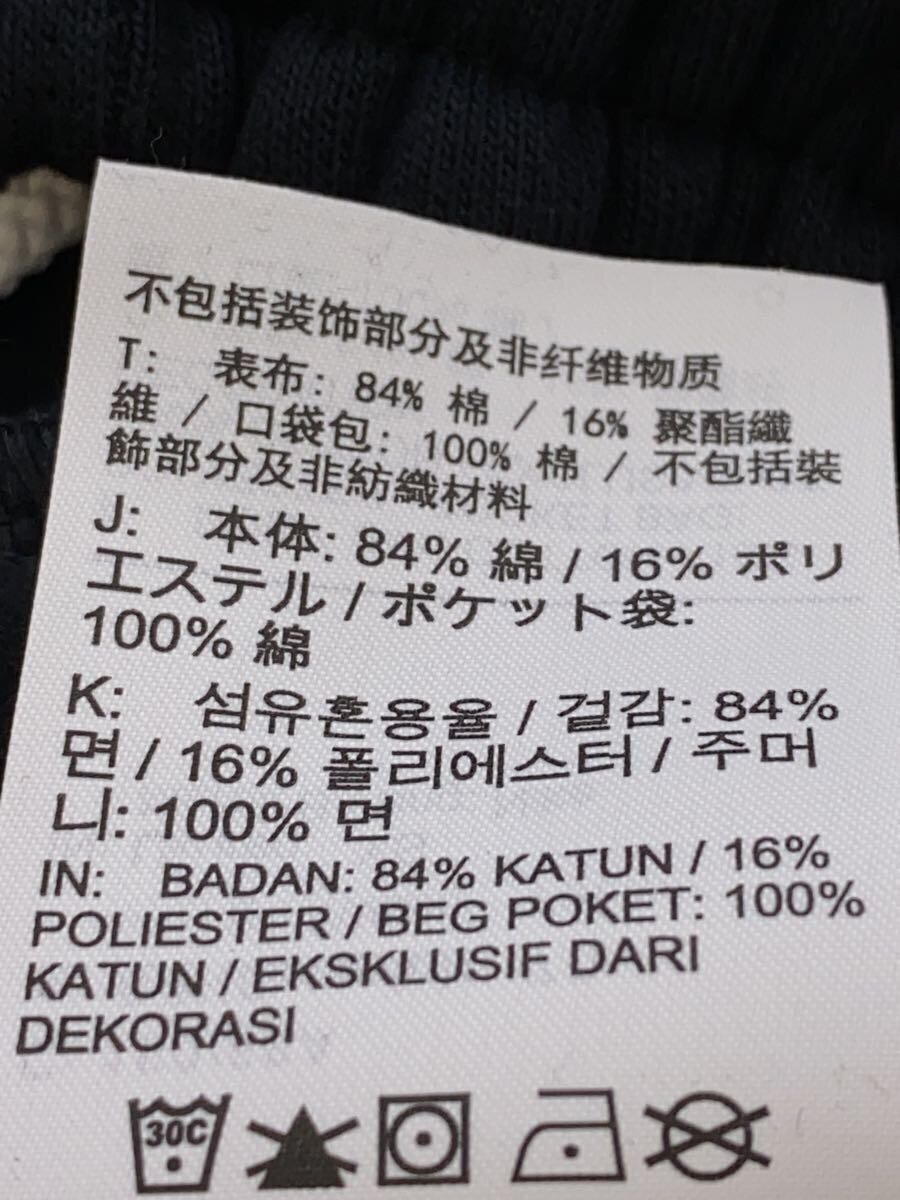 不包括装饰部分及非纤维物质
T: 表布: 84% 棉 / 16% 聚酯纖
維 / 口袋包: 100% 棉 / 不包括裝
飾部分及非紡織材料
J: 本体: 84% 綿 / 16% ポリ
エステル / ポケット袋:
100% 綿
K: 섬유혼용율 / 겉감: 84%
면 / 16% 폴리에스터 / 주머
니: 100% 면
IN: BADAN: 84% KATUN / 16%
POLIESTER / BEG POKET: 100%
KATUN / EKSKLUSIF DARI
DEKORASI
30C